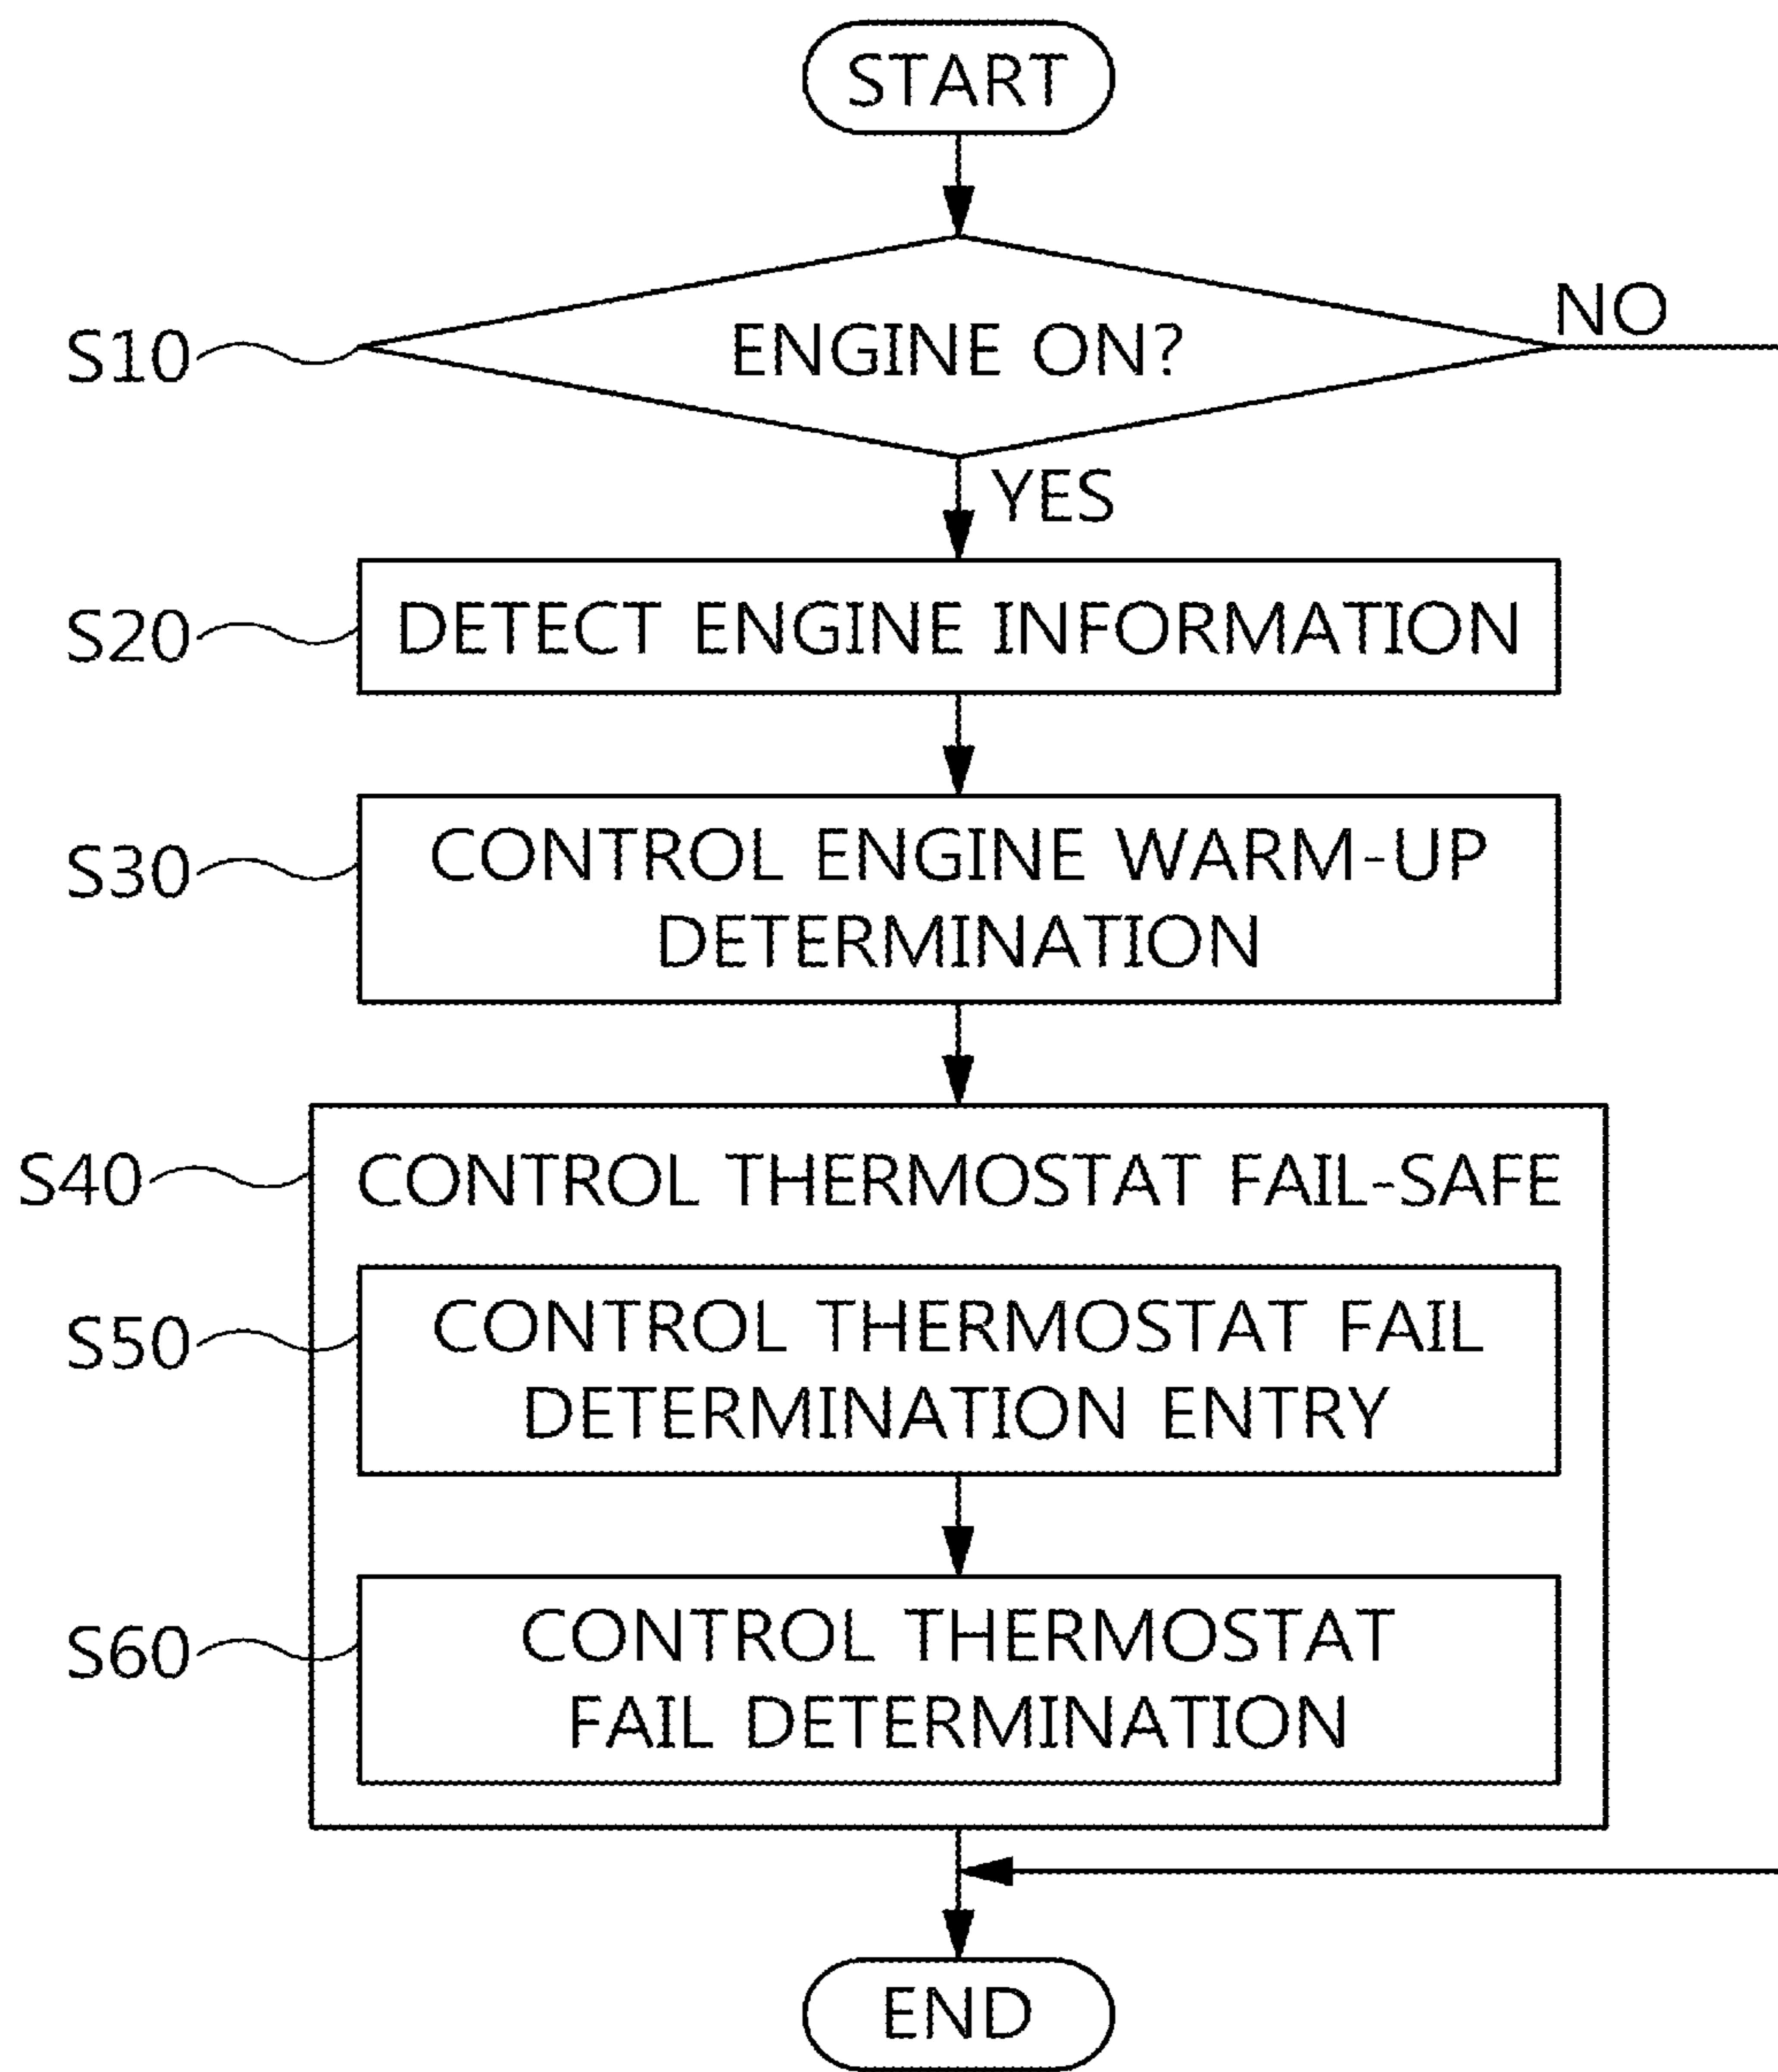 START
S10
ENGINE ON?
NO
YES
S20
DETECT ENGINE INFORMATION
S30
CONTROL ENGINE WARM-UP
DETERMINATION
S40
CONTROL THERMOSTAT FAIL-SAFE
S50
CONTROL THERMOSTAT FAIL
DETERMINATION ENTRY
S60
CONTROL THERMOSTAT
FAIL DETERMINATION
END